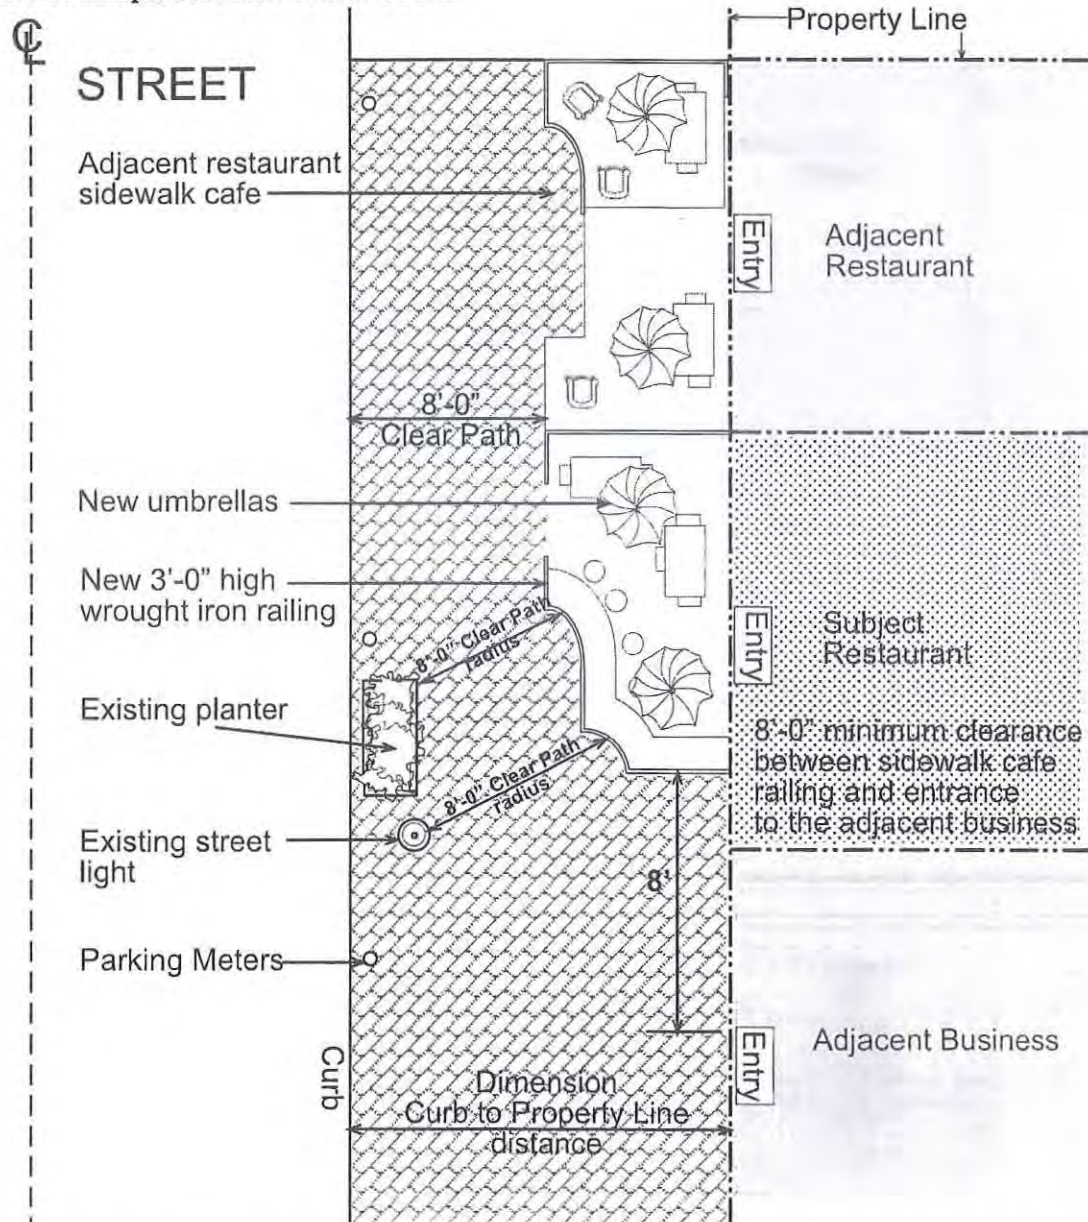 Property Line
℄
STREET
Adjacent restaurant
sidewalk cafe
Entry
Adjacent
Restaurant
8'-0"
Clear Path
New umbrellas
New 3'-0" high
wrought iron railing
8'-0" Clear Path
radius
Entry
Subject
Restaurant
Existing planter
8'-0" minimum clearance
between sidewalk cafe
railing and entrance
to the adjacent business
8'-0" Clear Path
radius
Existing street
light
8'
Parking Meters
Curb
Entry
Adjacent Business
Dimension
Curb to Property Line
distance